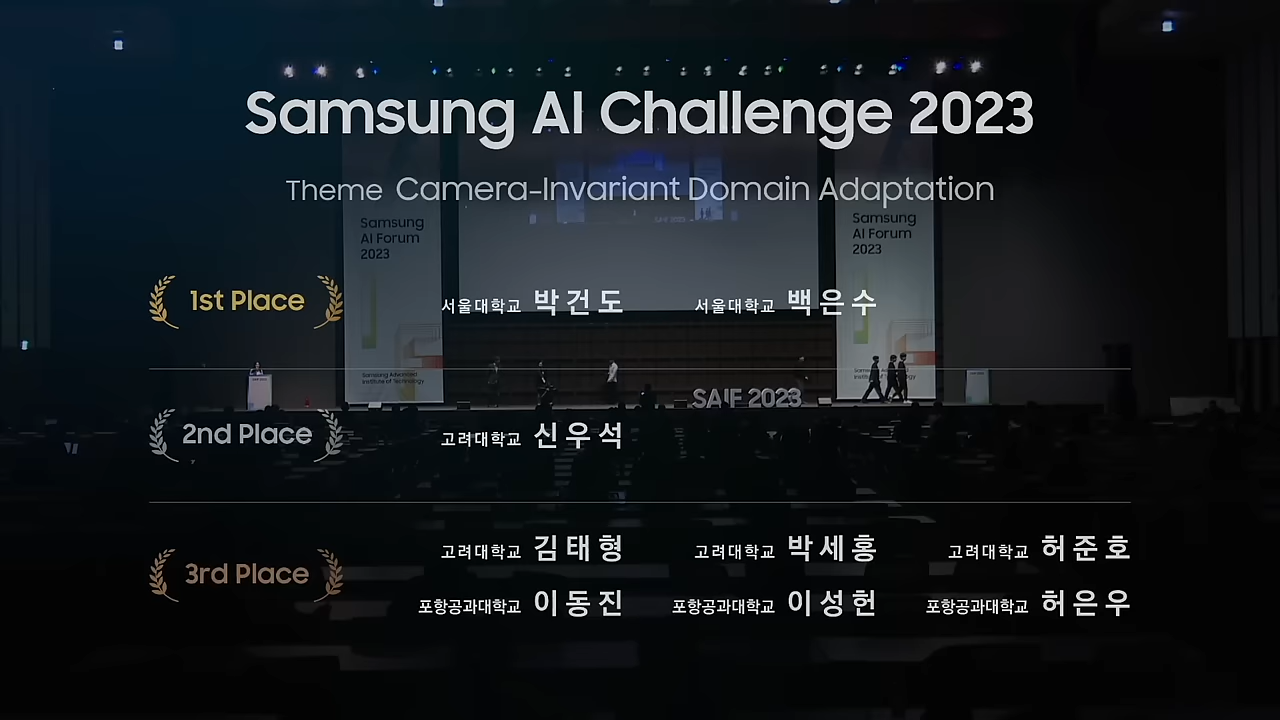 Samsung AI Challenge 2023
Theme Camera-Invariant Domain Adaptation
Samsung
AI Forum
2023
Samsung
AI Forum
2023
1st Place
서울대학교 박건도 서울대학교 백은수
Samsung Advanced
Institute of Technology
SAIF 2023
2nd Place
고려대학교 신우석
3rd Place
고려대학교 김태형 고려대학교 박세홍 고려대학교 허준호
포항공과대학교 이동진 포항공과대학교 이성헌 포항공과대학교 허은우